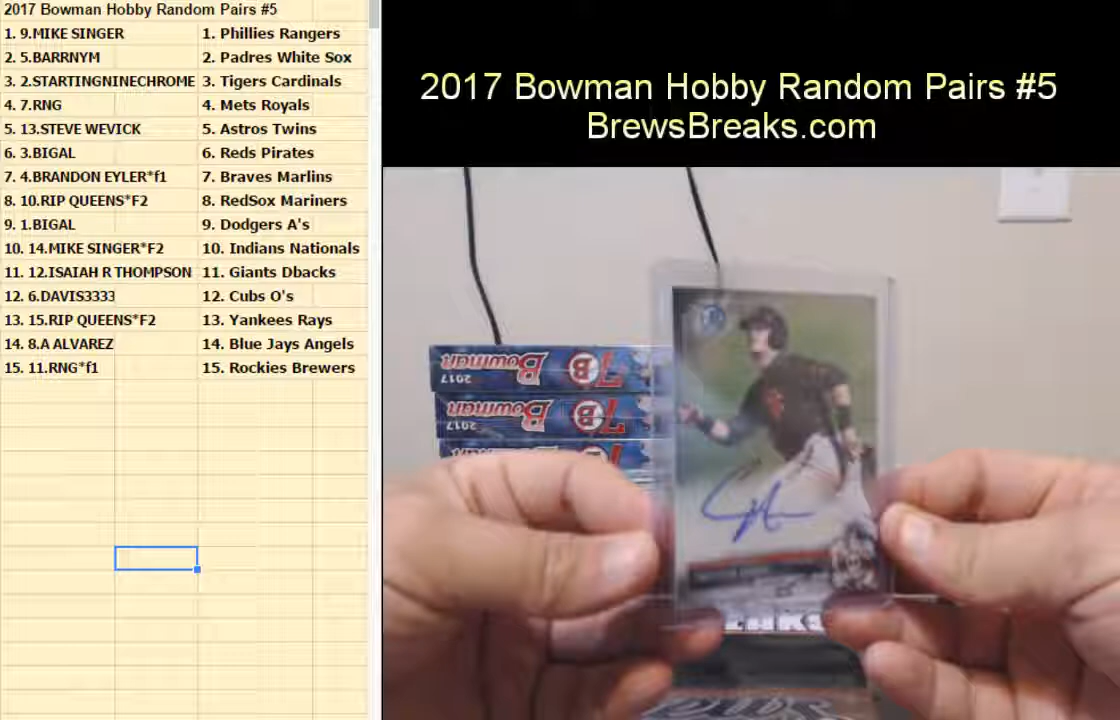 2017 Bowman Hobby Random Pairs #5
1. 9.MIKE SINGER 1. Phillies Rangers
2. 5.BARRNYM 2. Padres White Sox
3. 2.STARTINGNINECHROME 3. Tigers Cardinals
4. 7.RNG 4. Mets Royals
5. 13.STEVE WEVICK 5. Astros Twins
6. 3.BIGAL 6. Reds Pirates
7. 4.BRANDON EYLER*f1 7. Braves Marlins
8. 10.RIP QUEENS*F2 8. RedSox Mariners
9. 1.BIGAL 9. Dodgers A's
10. 14.MIKE SINGER*F2 10. Indians Nationals
11. 12.ISAIAH R THOMPSON 11. Giants Dbacks
12. 6.DAVIS3333 12. Cubs O's
13. 15.RIP QUEENS*F2 13. Yankees Rays
14. 8.A ALVAREZ 14. Blue Jays Angels
15. 11.RNG*f1 15. Rockies Brewers
2017 Bowman Hobby Random Pairs #5
BrewsBreaks.com
2017 Bowman B
2017 Bowman B